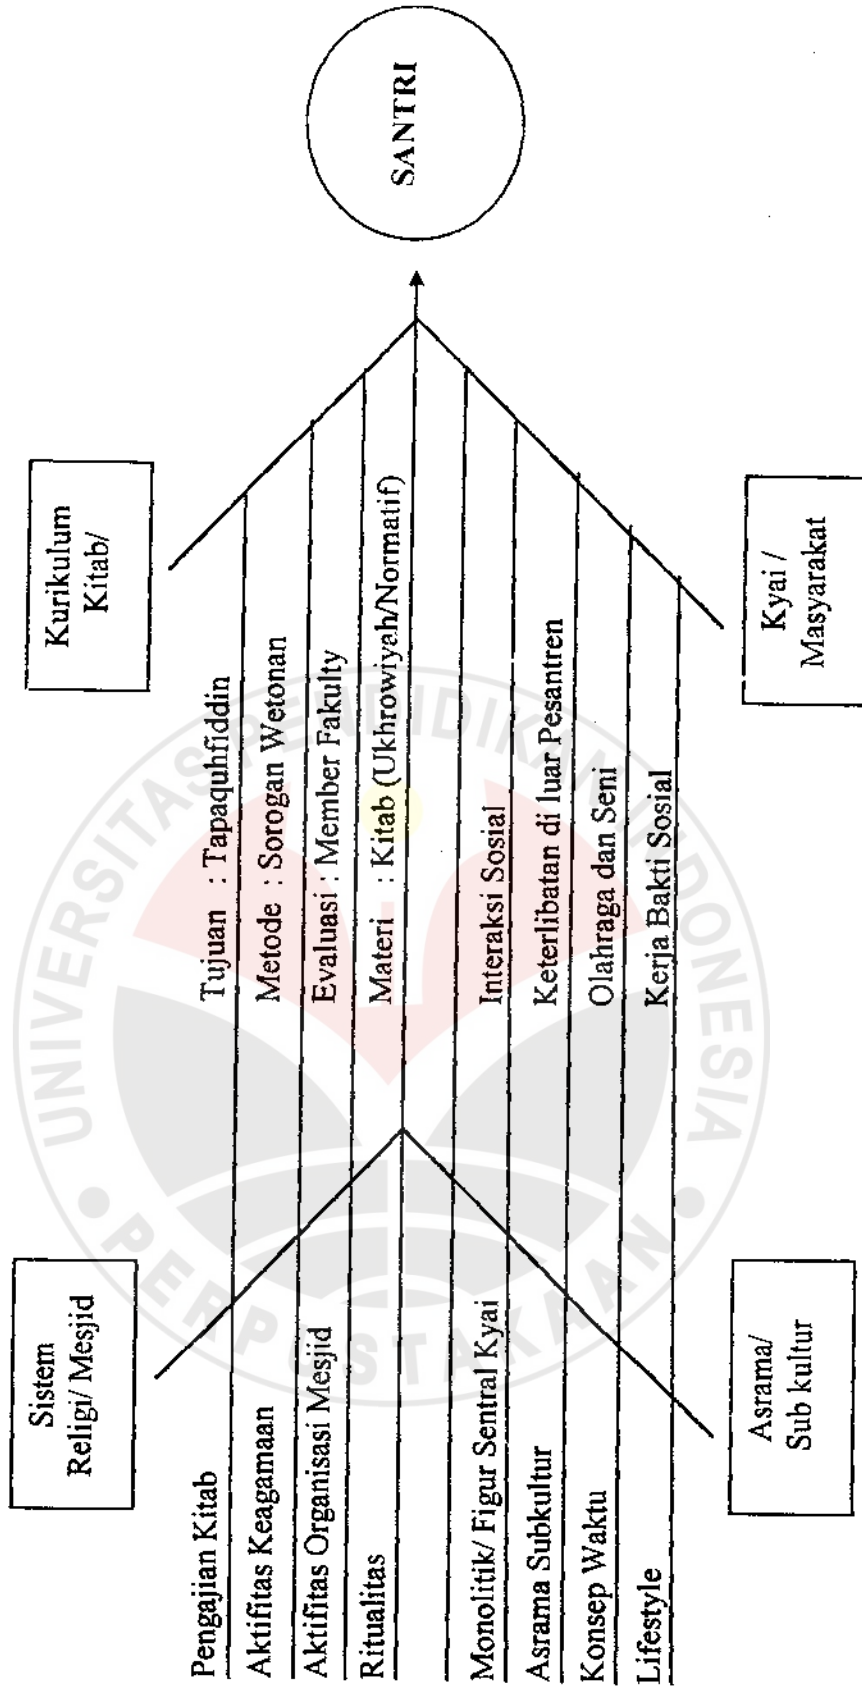 Sistem
Religi/ Mesjid
Kurikulum
Kitab/
Pengajian Kitab
Tujuan : Tapaquhfiddin
Aktifitas Keagamaan
Metode : Sorogan Wetonan
Aktifitas Organisasi Mesjid
Evaluasi : Member Fakulty
Ritualitas
Materi : Kitab (Ukhrowiyah/Normatif)
SANTRI
Monolitik/ Figur Sentral Kyai
Interaksi Sosial
Asrama Subkultur
Keterlibatan di luar Pesantren
Konsep Waktu
Olahraga dan Seni
Lifestyle
Kerja Bakti Sosial
Asrama/
Sub kultur
Kyai /
Masyarakat
UNIVERSITAS PENDIDIKAN INDONESIA
PERPUSTAKAAN